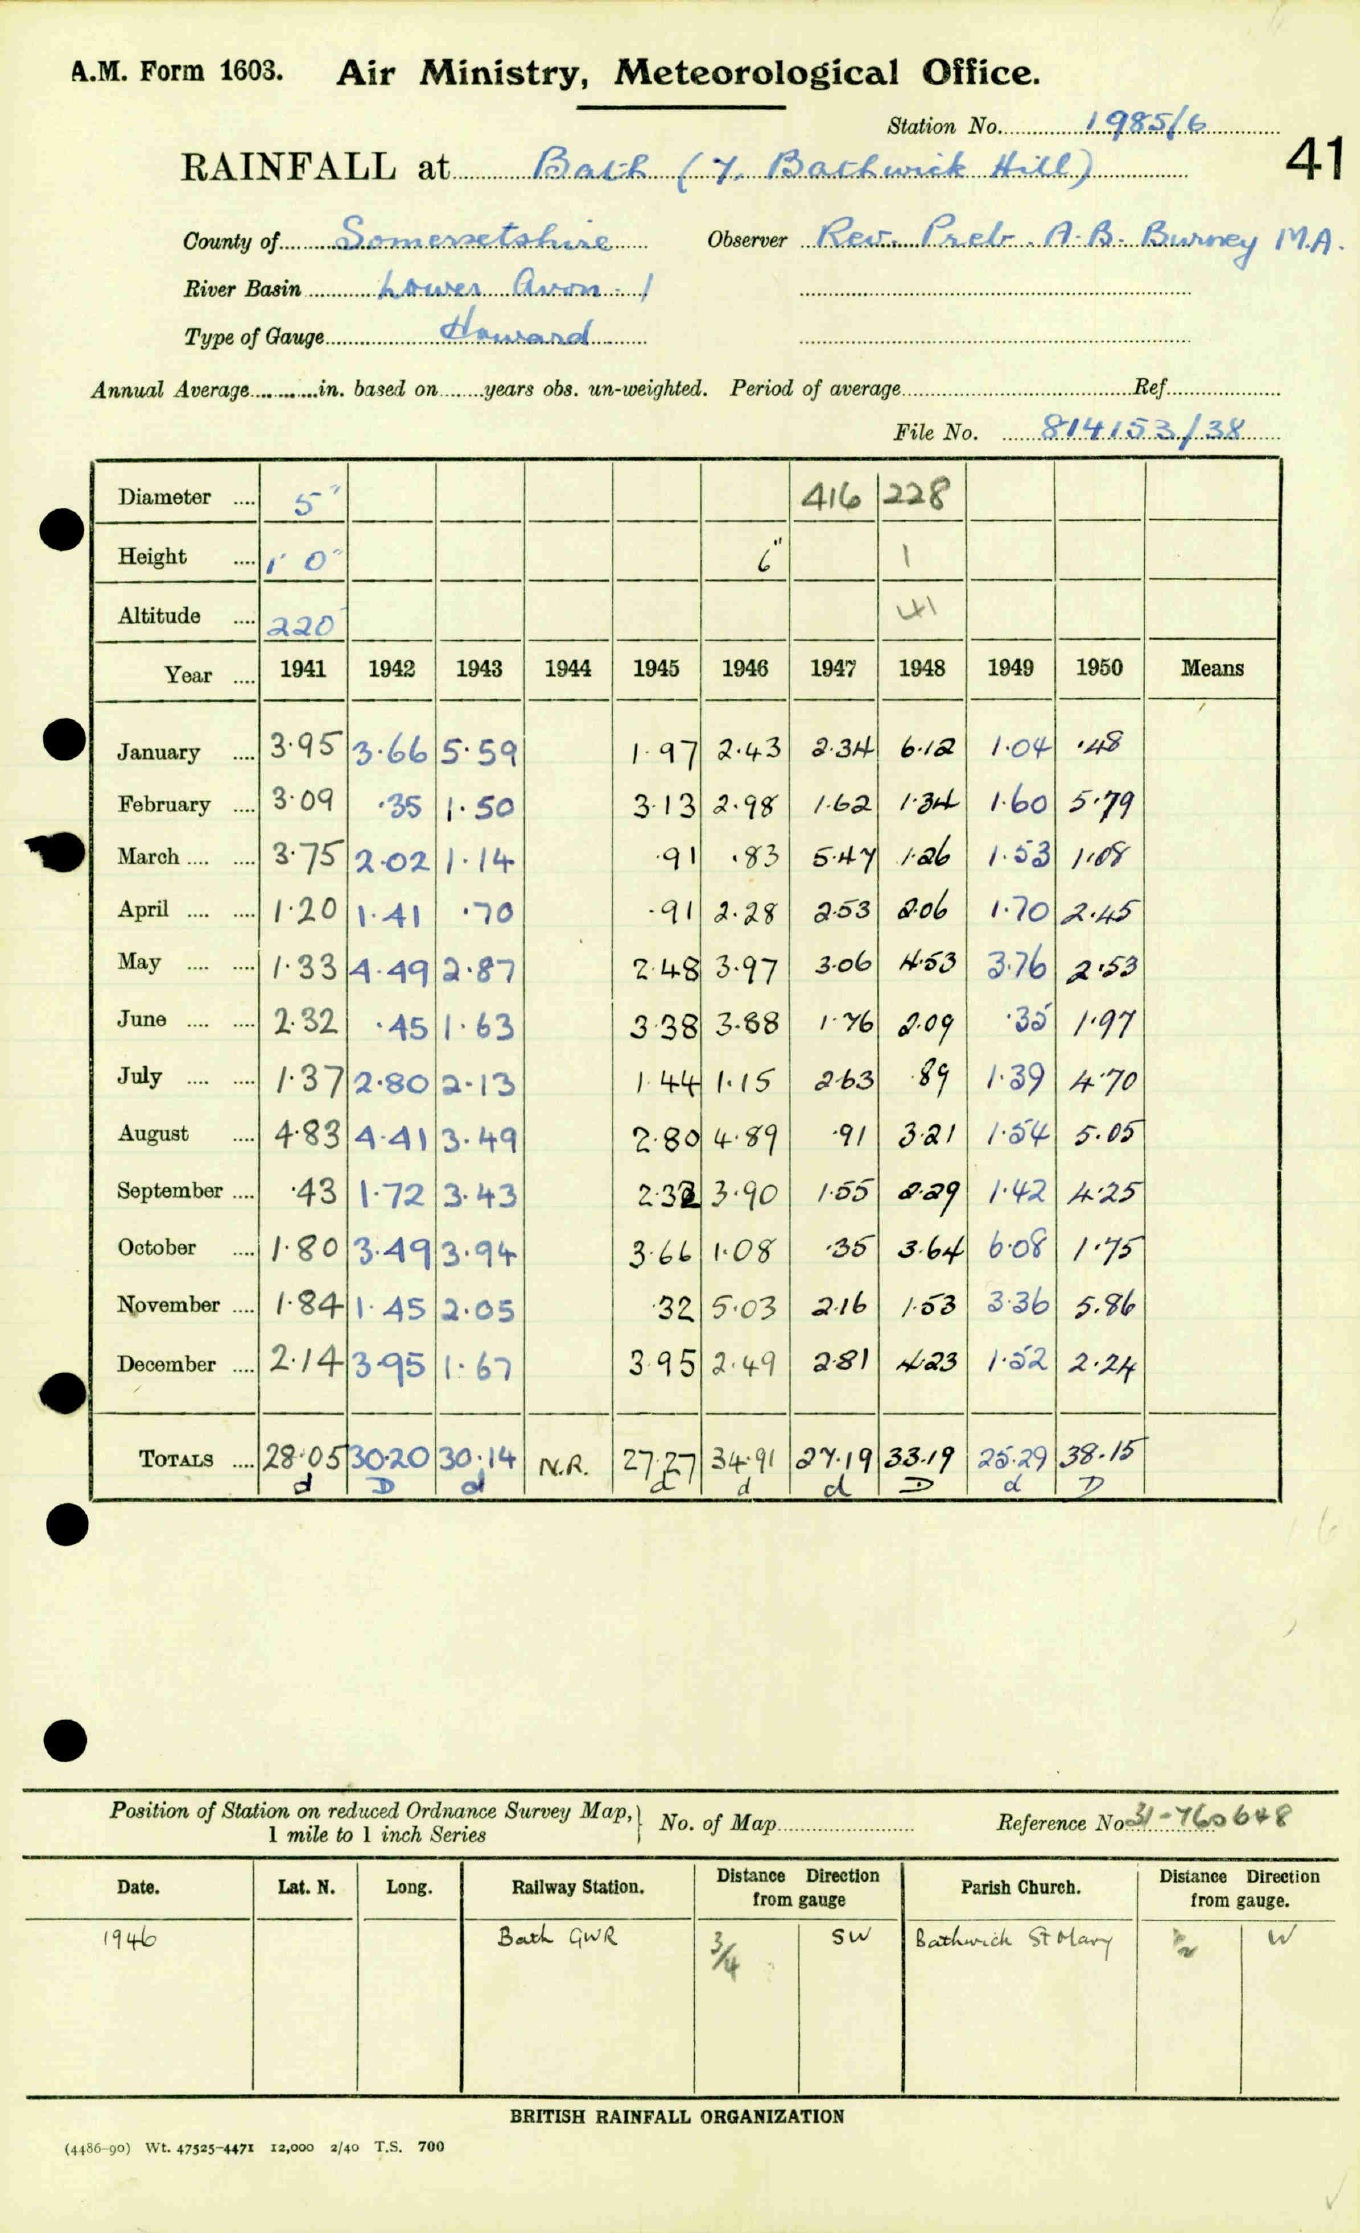 A.M. Form 1603. Air Ministry, Meteorological Office.
Station No. 1985/6
RAINFALL at Bath (7. Bathwick Hill) 41
County of Somersetshire Observer Rev. Preb. A.B. Burney M.A.
River Basin Lower Avon. 1
Type of Gauge Howard
Annual Average in. based on years obs. un-weighted. Period of average Ref.
File No. 814153/38
Diameter 5" 416 228
Height 1' 0" 6" 1
Altitude 220 41
Year 1941 1942 1943 1944 1945 1946 1947 1948 1949 1950 Means
January 3.95 3.66 5.59 1.97 2.43 2.34 6.12 1.04 .48
February 3.09 .35 1.50 3.13 2.98 1.62 1.34 1.60 5.79
March 3.75 2.02 1.14 .91 .83 5.47 1.26 1.53 1.08
April 1.20 1.41 .70 .91 2.28 2.53 2.06 1.70 2.45
May 1.33 4.49 2.87 2.48 3.97 3.06 4.53 3.76 2.53
June 2.32 .45 1.63 3.38 3.88 1.76 2.09 .35 1.97
July 1.37 2.80 2.13 1.44 1.15 2.63 .89 1.39 4.70
August 4.83 4.41 3.49 2.80 4.89 .91 3.21 1.54 5.05
September .43 1.72 3.43 2.32 3.90 1.55 2.29 1.42 4.25
October 1.80 3.49 3.94 3.66 1.08 .35 3.64 6.08 1.75
November 1.84 1.45 2.05 .32 5.03 2.16 1.53 3.36 5.86
December 2.14 3.95 1.67 3.95 2.49 2.81 4.23 1.52 2.24
TOTALS 28.05 30.20 30.14 N.R. 27.27 34.91 27.19 33.19 25.29 38.15
d D d d d d D d D
Position of Station on reduced Ordnance Survey Map, 1 mile to 1 inch Series No. of Map Reference No 31-760648
Date. Lat. N. Long. Railway Station. Distance Direction from gauge Parish Church. Distance Direction from gauge.
1946 Bath GWR 3/4 SW Bathwick St Mary 1/2 W
BRITISH RAINFALL ORGANIZATION
(4486-90) Wt. 47525-4471 12,000 2/40 T.S. 700